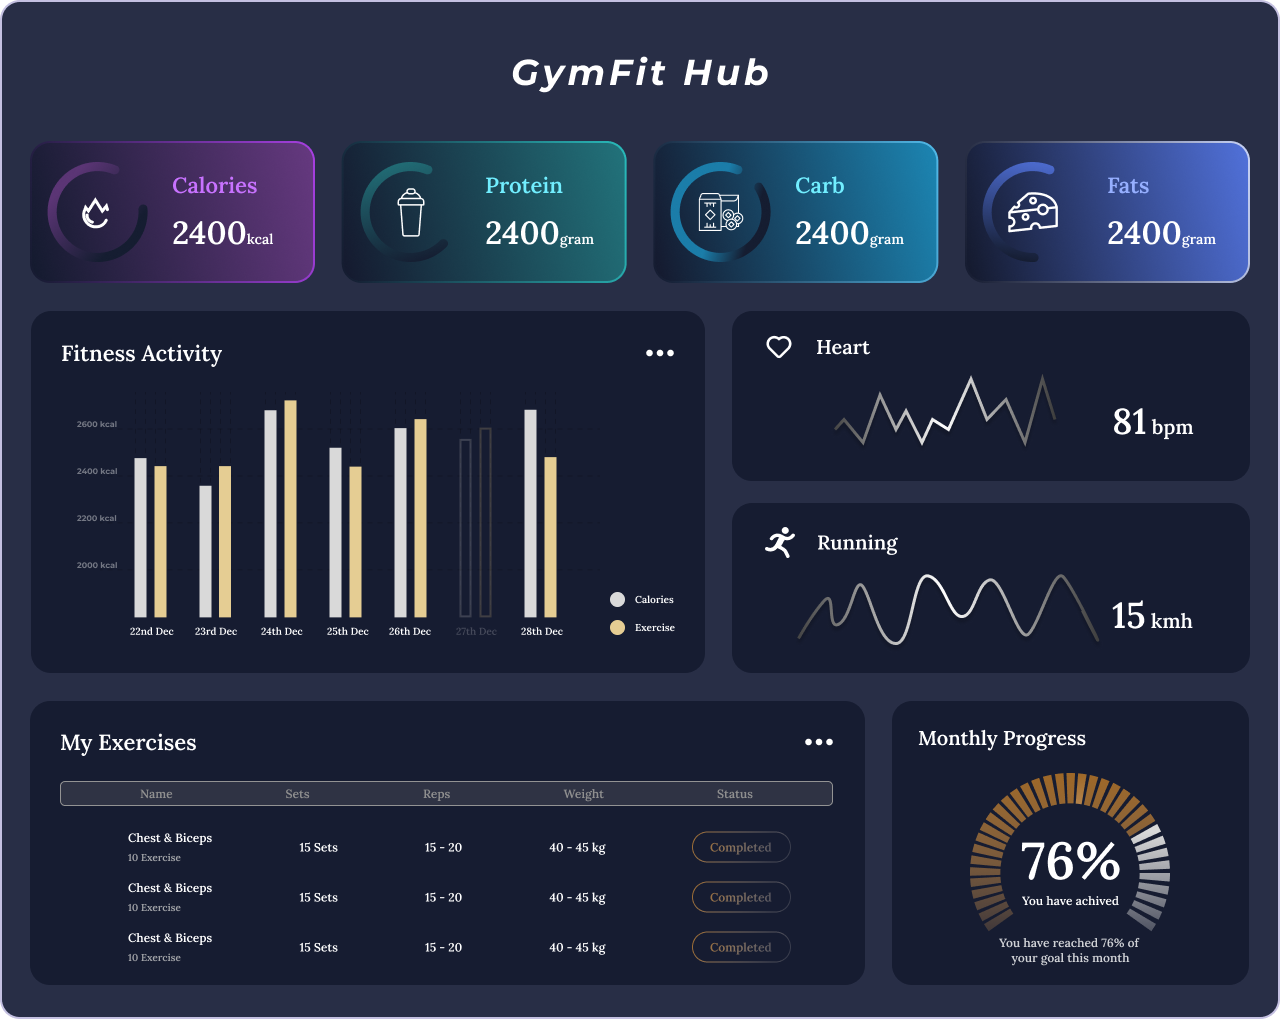 GymFit Hub
Calories
2400kcal
Protein
2400gram
Carb
2400gram
Fats
2400gram
Fitness Activity
2600 kcal
2400 kcal
2200 kcal
2000 kcal
22nd Dec
23rd Dec
24th Dec
25th Dec
26th Dec
27th Dec
28th Dec
Calories
Exercise
Heart
81 bpm
Running
15 kmh
My Exercises
Name Sets Reps Weight Status
Chest & Biceps
10 Exercise
15 Sets 15 - 20 40 - 45 kg Completed
Chest & Biceps
10 Exercise
15 Sets 15 - 20 40 - 45 kg Completed
Chest & Biceps
10 Exercise
15 Sets 15 - 20 40 - 45 kg Completed
Monthly Progress
76%
You have achived
You have reached 76% of
your goal this month